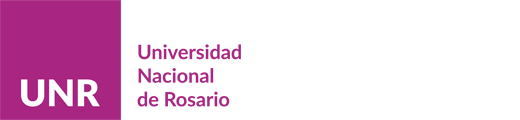 UNR
Universidad
Nacional
de Rosario